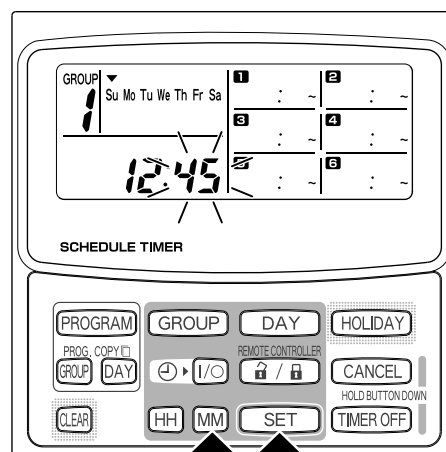 GROUP 1
Su Mo Tu We Th Fr Sa
12:45
1 : ~
2 : ~
3 : ~
4 : ~
5 : ~
6 : ~
SCHEDULE TIMER
PROGRAM GROUP DAY HOLIDAY
PROG. COPY REMOTE CONTROLLER
GROUP DAY I/O / CANCEL
HOLD BUTTON DOWN
CLEAR HH MM SET TIMER OFF